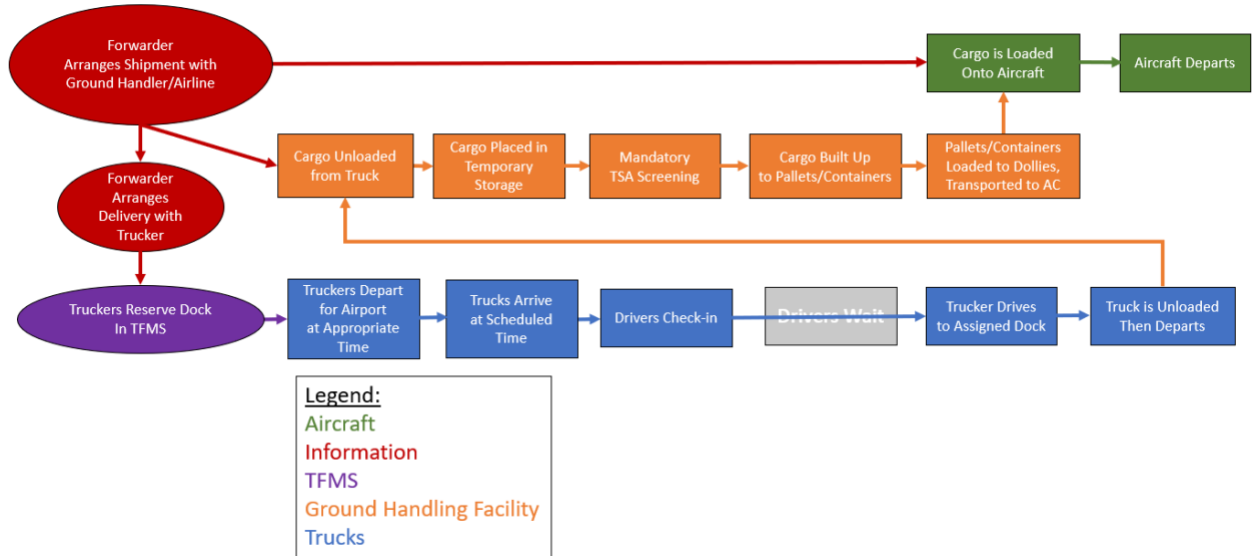 Forwarder
Arranges Shipment with
Ground Handler/Airline
Cargo is Loaded
Onto Aircraft
Aircraft Departs
Cargo Unloaded
from Truck
Cargo Placed in
Temporary
Storage
Mandatory
TSA Screening
Cargo Built Up
to Pallets/Containers
Pallets/Containers
Loaded to Dollies,
Transported to AC
Forwarder
Arranges
Delivery with
Trucker
Truckers Reserve Dock
In TFMS
Truckers Depart
for Airport
at Appropriate
Time
Trucks Arrive
at Scheduled
Time
Drivers Check-in
Drivers Wait
Trucker Drives
to Assigned Dock
Truck is Unloaded
Then Departs
Legend:
Aircraft
Information
TFMS
Ground Handling Facility
Trucks